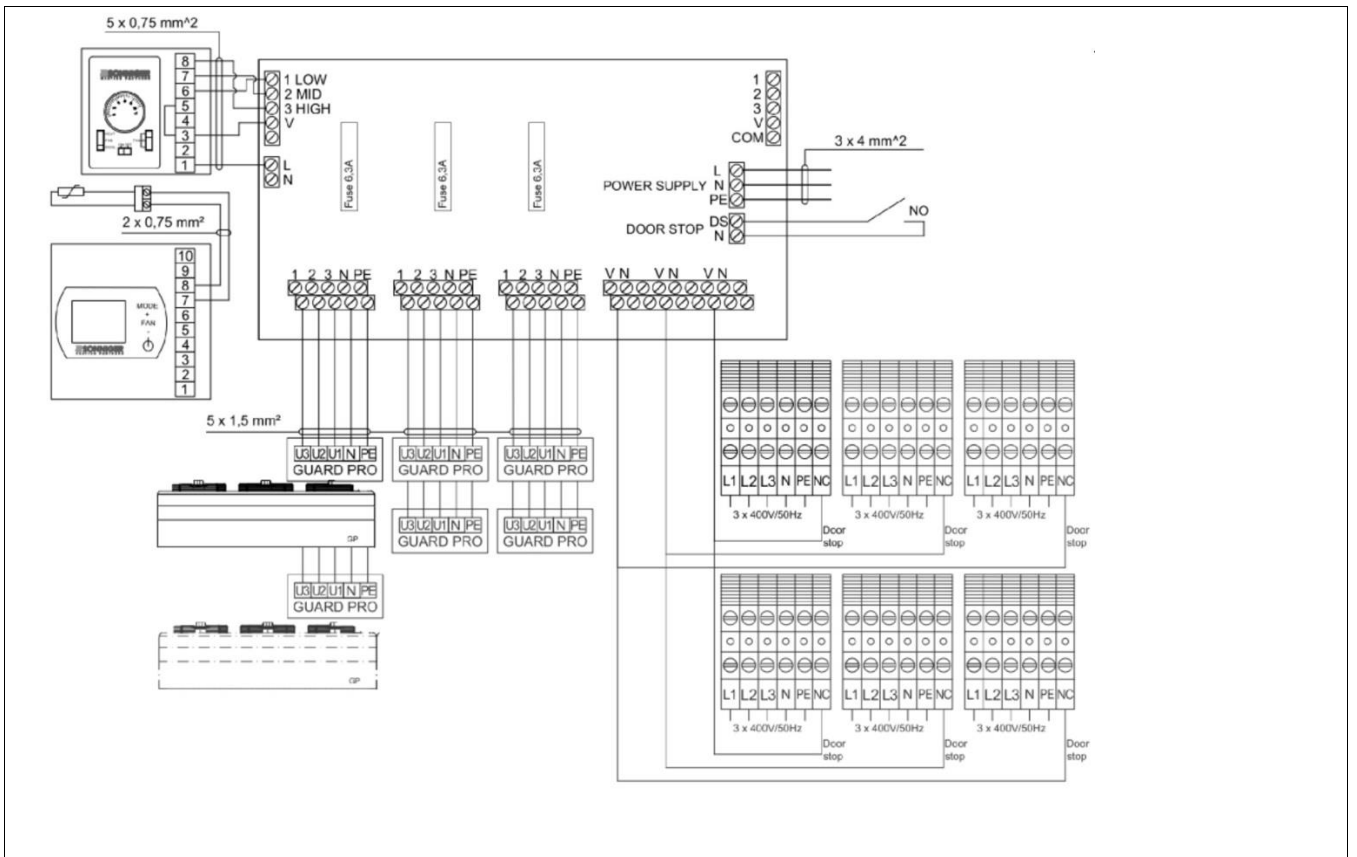 5 x 0,75 mm^2
8
7
6
5
4
3
2
1
SONNIGER
1 LOW
2 MID
3 HIGH
V
L
N
Fuse 6,3A
Fuse 6,3A
Fuse 6,3A
1
2
3
V
COM
3 x 4 mm^2
POWER SUPPLY
L
N
PE
DOOR STOP
DS
N
NO
2 x 0,75 mm²
10
9
8
7
6
5
4
3
2
1
MODE
+
FAN
-
SONNIGER
1 2 3 N PE
1 2 3 N PE
1 2 3 N PE
V N V N V N
5 x 1,5 mm²
U3 U2 U1 N PE
GUARD PRO
U3 U2 U1 N PE
GUARD PRO
U3 U2 U1 N PE
GUARD PRO
GP
U3 U2 U1 N PE
GUARD PRO
U3 U2 U1 N PE
GUARD PRO
U3 U2 U1 N PE
GUARD PRO
GP
L1 L2 L3 N PE NC
3 x 400V/50Hz
Door
stop
L1 L2 L3 N PE NC
3 x 400V/50Hz
Door
stop
L1 L2 L3 N PE NC
3 x 400V/50Hz
Door
stop
L1 L2 L3 N PE NC
3 x 400V/50Hz
Door
stop
L1 L2 L3 N PE NC
3 x 400V/50Hz
Door
stop
L1 L2 L3 N PE NC
3 x 400V/50Hz
Door
stop